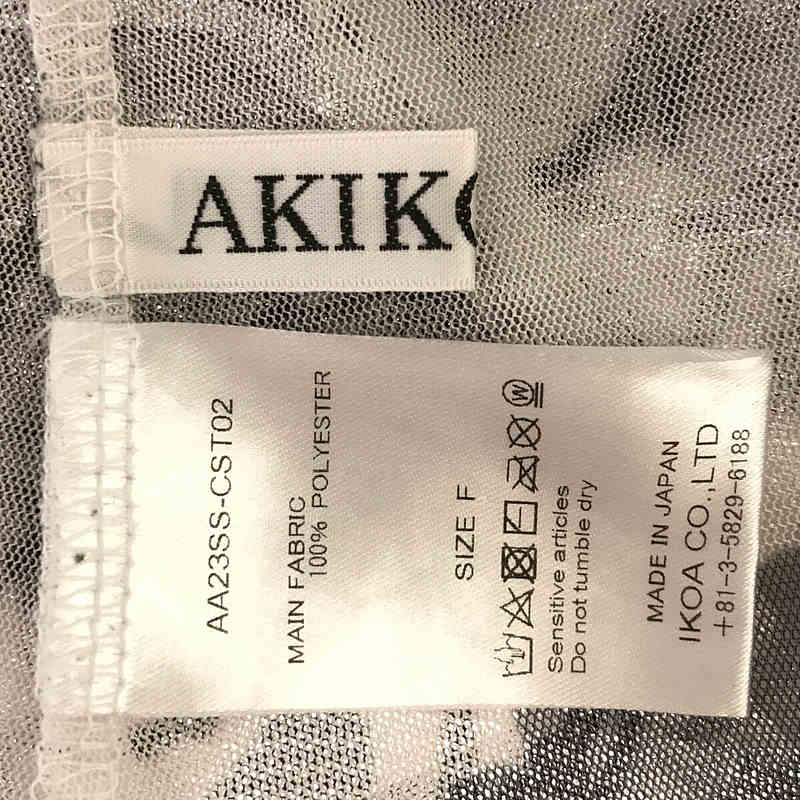 AKIKO
AA23SS-CST02
MAIN FABRIC
100% POLYESTER
SIZE F
W
Sensitive articles
Do not tumble dry
MADE IN JAPAN
IKOA CO.,LTD
+81-3-5829-6188